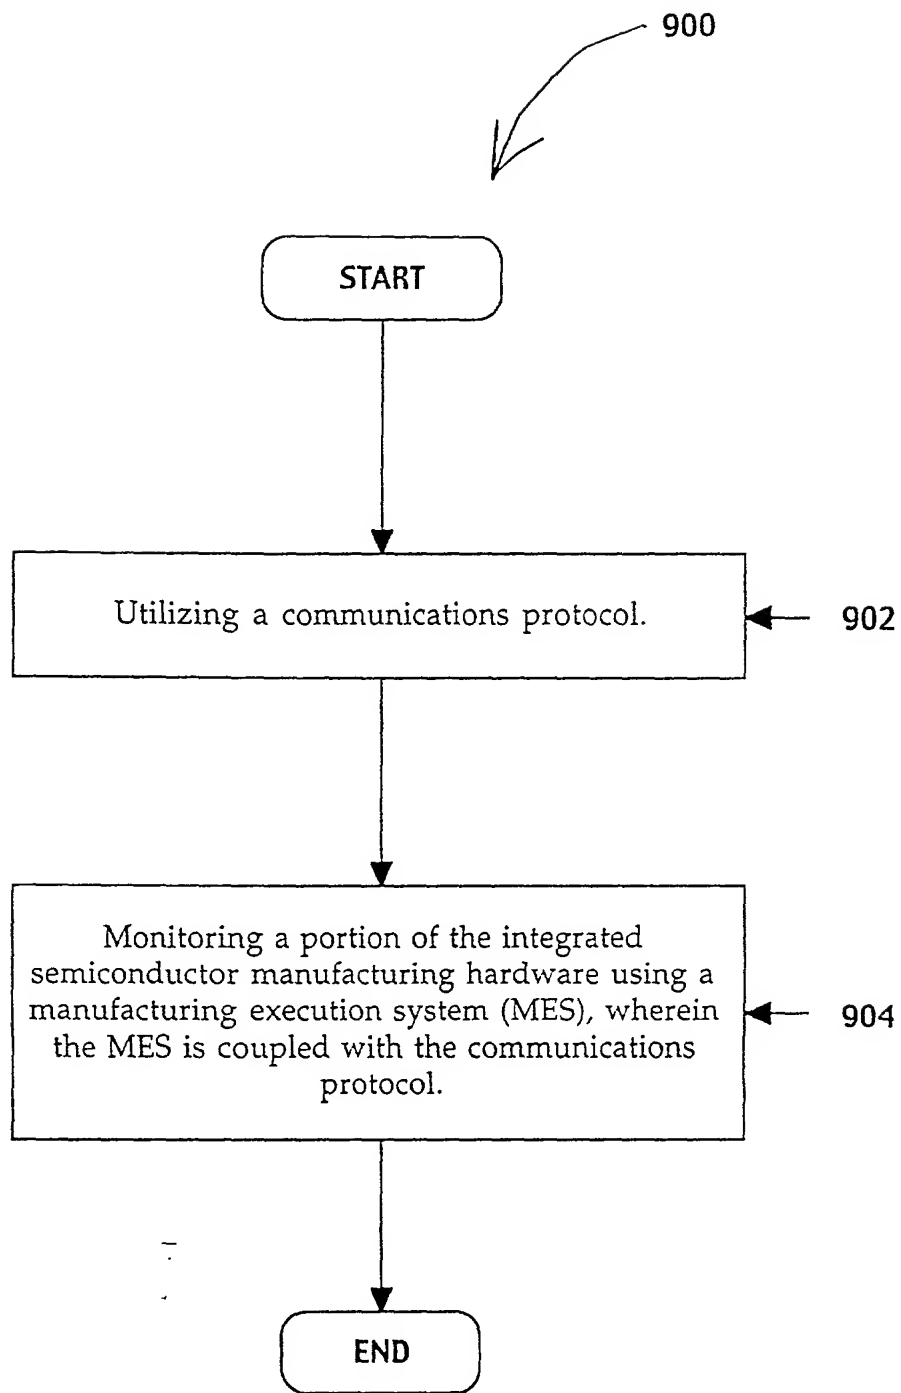 900
START
Utilizing a communications protocol.
902
Monitoring a portion of the integrated
semiconductor manufacturing hardware using a
manufacturing execution system (MES), wherein
the MES is coupled with the communications
protocol.
904
END